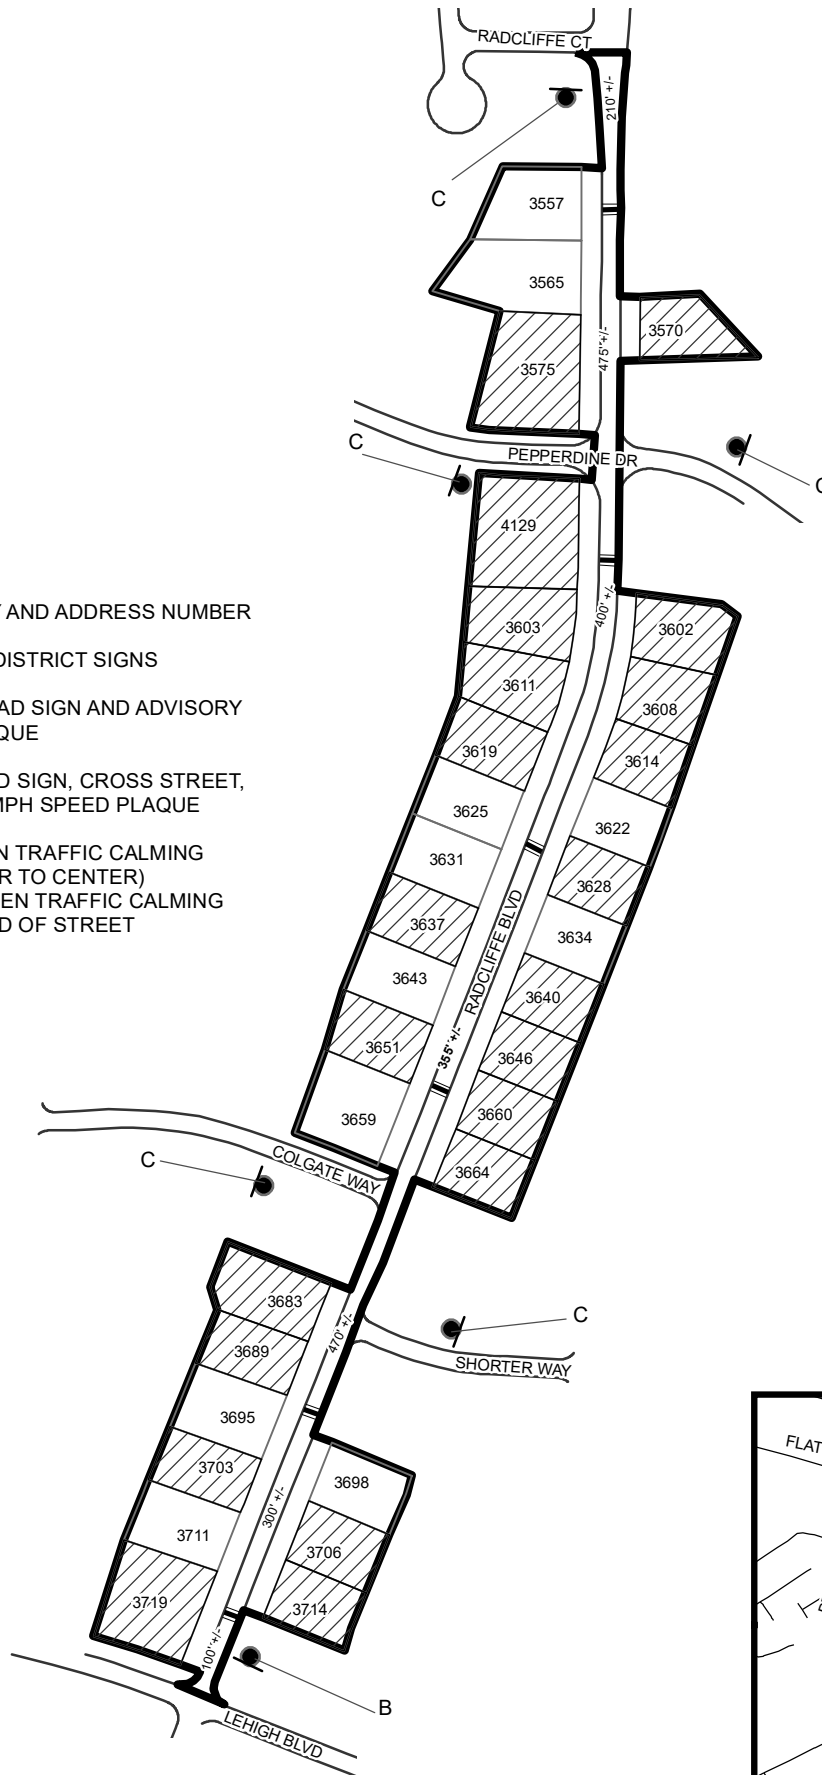 RADCLIFFE CT
210' +/-
C
3557
3565
3570
475' +/-
3575
C
PEPPERDINE DR
4129
400' +/-
3603
3602
3611
3608
3619
3614
3625
3622
3631
3628
3637
RADCLIFFE BLVD
3634
3643
3640
355' +/-
3651
3646
3659
3660
3664
AND ADDRESS NUMBER
DISTRICT SIGNS
AD SIGN AND ADVISORY
QUE
D SIGN, CROSS STREET,
MPH SPEED PLAQUE
N TRAFFIC CALMING
R TO CENTER)
EN TRAFFIC CALMING
D OF STREET
C
COLGATE WAY
3683
470' +/-
C
3689
SHORTER WAY
3695
3703
3698
300' +/-
3711
3706
3719
3714
100' +/-
B
LEHIGH BLVD
FLAT